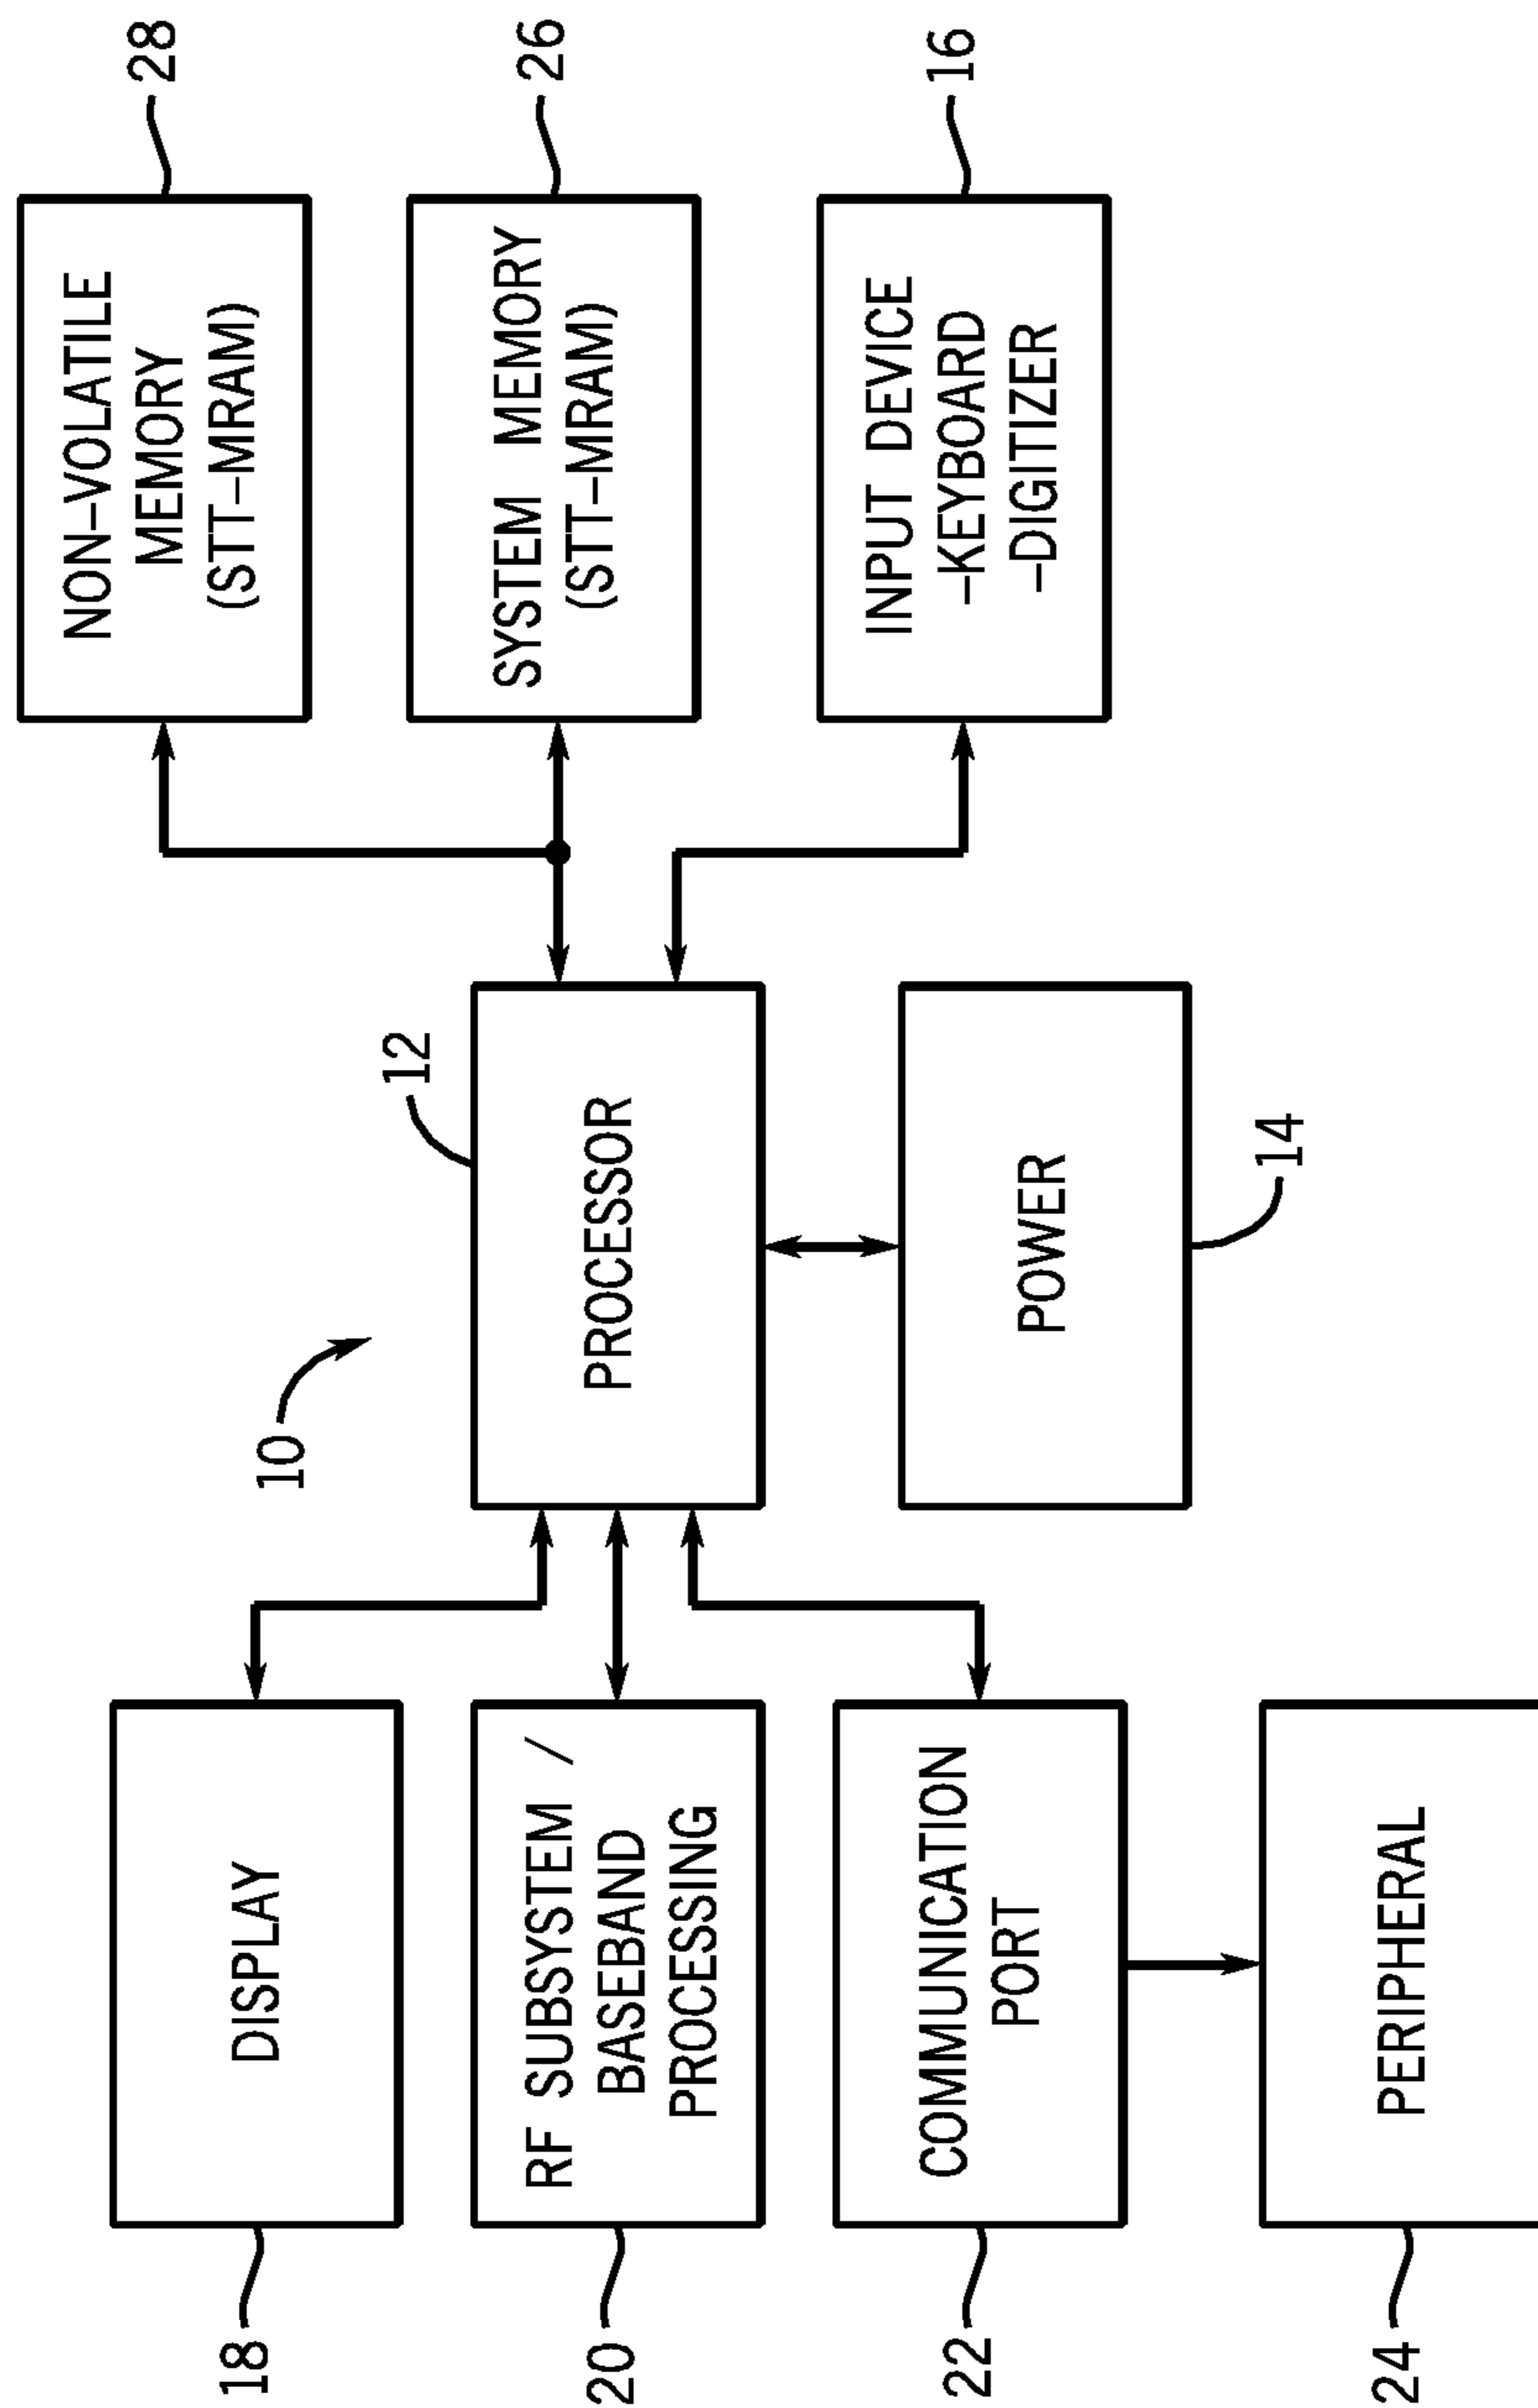 18
DISPLAY
20
RF SUBSYSTEM /
BASEBAND
PROCESSING
22
COMMUNICATION
PORT
24
PERIPHERAL
10
12
PROCESSOR
POWER
14
NON-VOLATILE
MEMORY
(STT-MRAM)
28
SYSTEM MEMORY
(STT-MRAM)
26
INPUT DEVICE
-KEYBOARD
-DIGITIZER
16